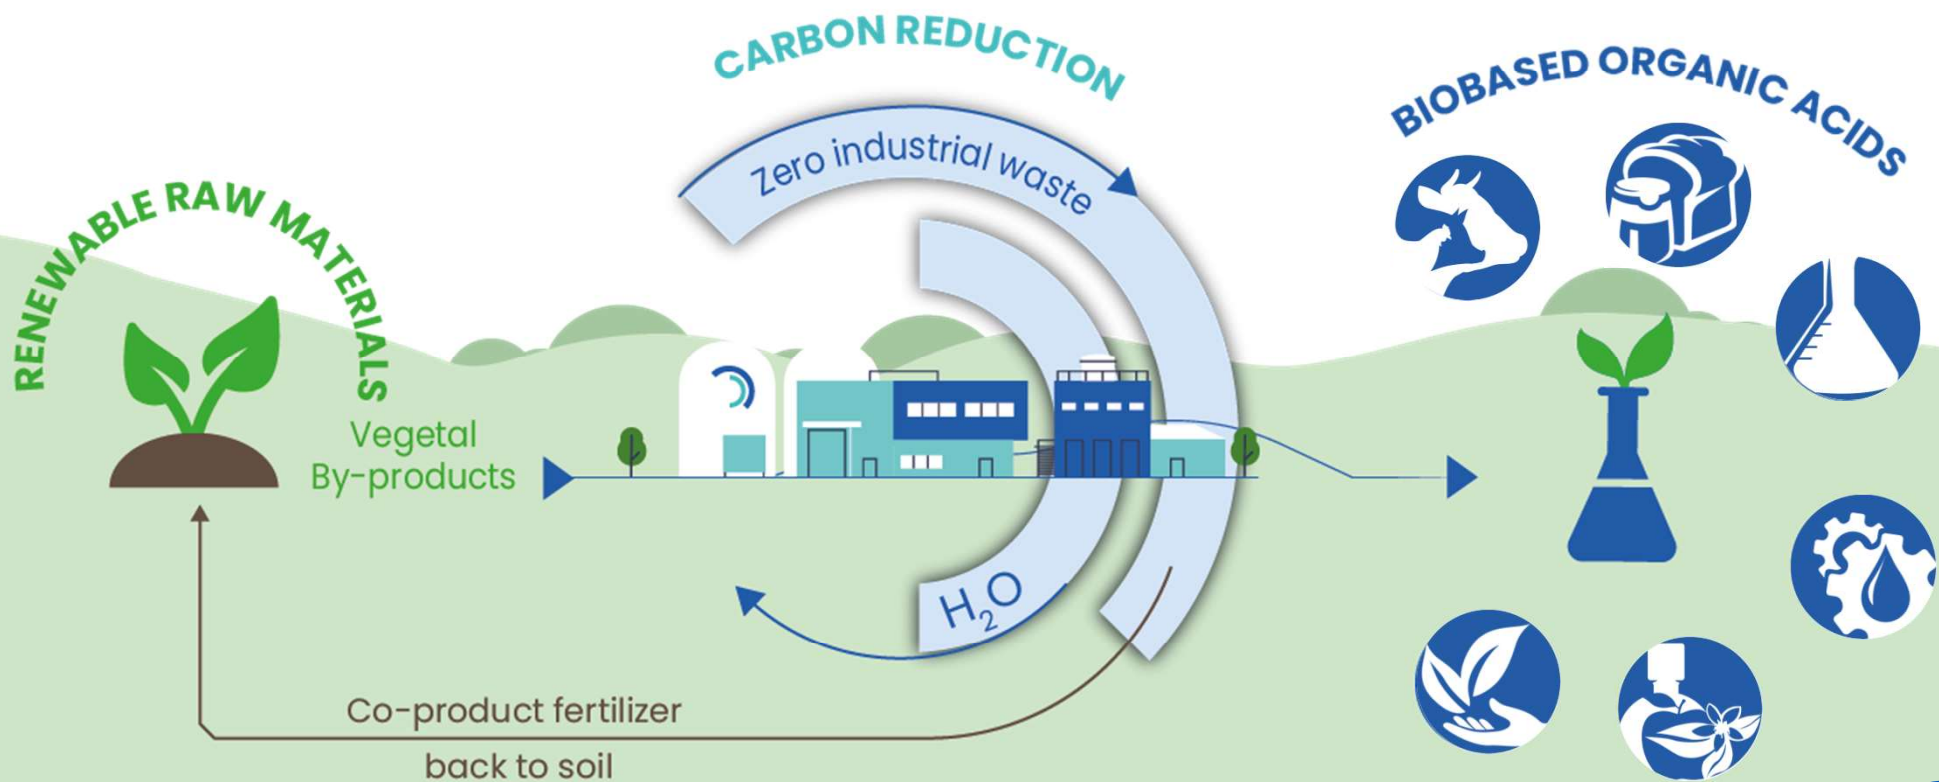 CARBON REDUCTION
BIOBASED ORGANIC ACIDS
Zero industrial waste
RENEWABLE RAW MATERIALS
Vegetal
By-products
H₂O
Co-product fertilizer
back to soil